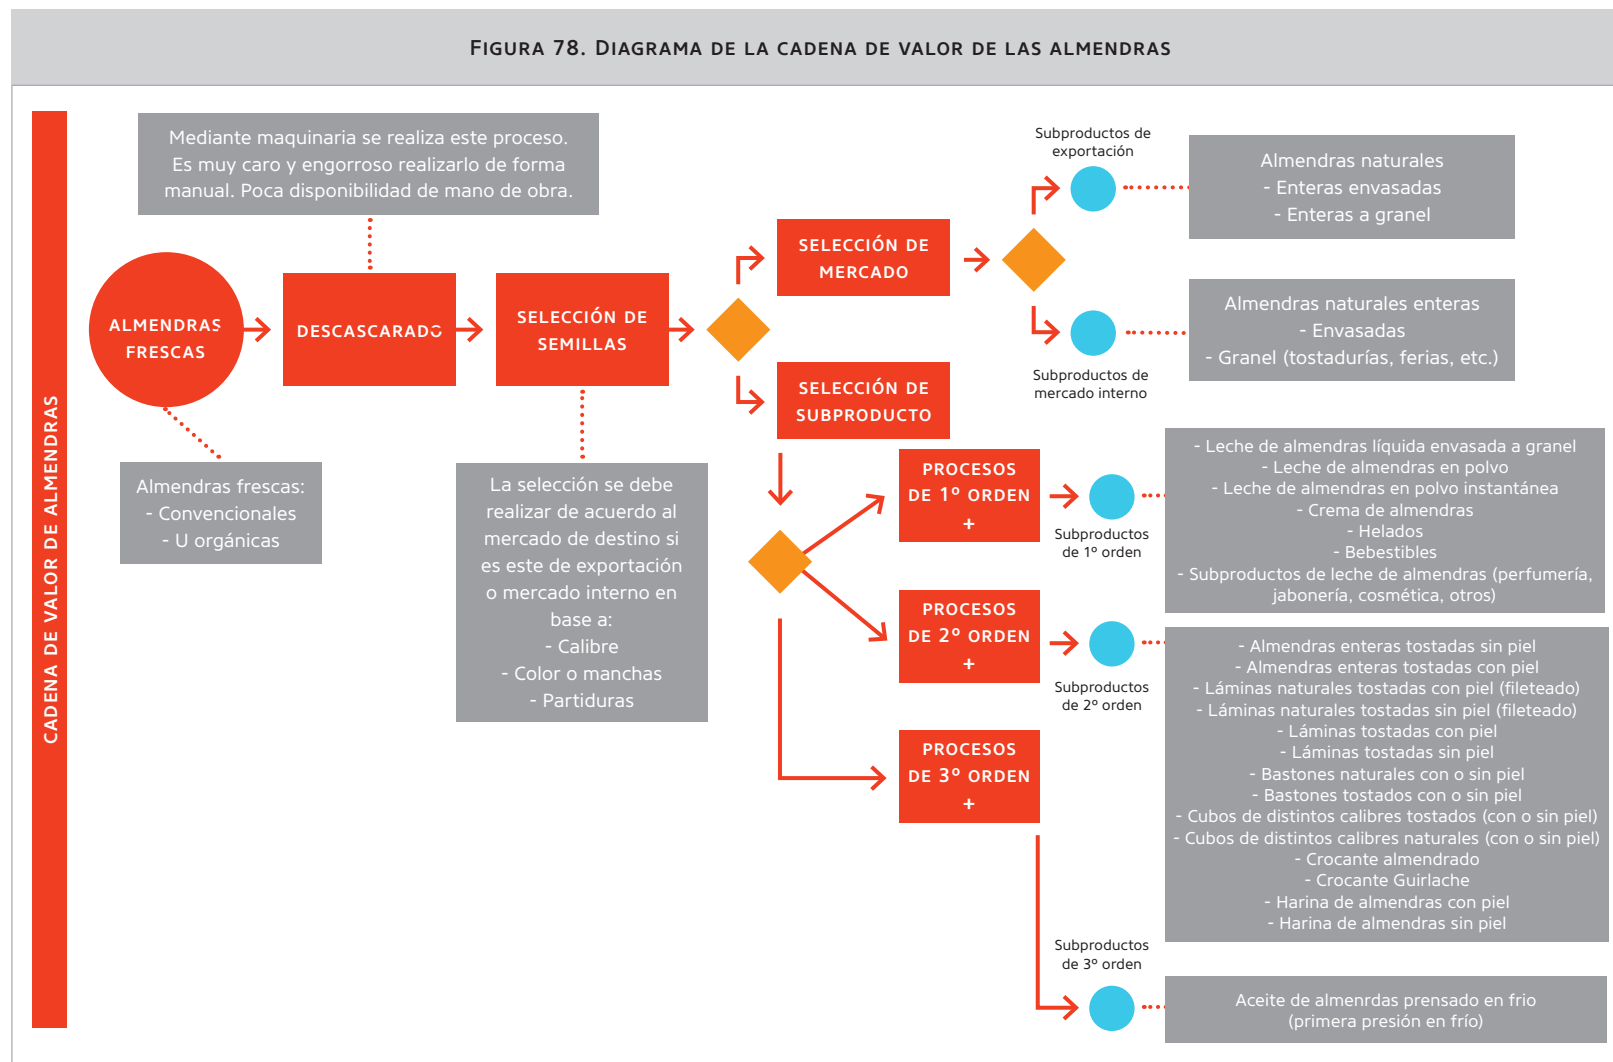 FIGURA 78. DIAGRAMA DE LA CADENA DE VALOR DE LAS ALMENDRAS
CADENA DE VALOR DE ALMENDRAS
Mediante maquinaria se realiza este proceso.
Es muy caro y engorroso realizarlo de forma
manual. Poca disponibilidad de mano de obra.
ALMENDRAS
FRESCAS
DESCASCARADO
SELECCIÓN DE
SEMILLAS
Almendras frescas:
- Convencionales
- U orgánicas
La selección se debe
realizar de acuerdo al
mercado de destino si
es este de exportación
o mercado interno en
base a:
- Calibre
- Color o manchas
- Partiduras
SELECCIÓN DE
MERCADO
SELECCIÓN DE
SUBPRODUCTO
Subproductos de
exportación
Almendras naturales
- Enteras envasadas
- Enteras a granel
Subproductos de
mercado interno
Almendras naturales enteras
- Envasadas
- Granel (tostadurías, ferias, etc.)
PROCESOS
DE 1º ORDEN
+
Subproductos
de 1º orden
- Leche de almendras líquida envasada a granel
- Leche de almendras en polvo
- Leche de almendras en polvo instantánea
- Crema de almendras
- Helados
- Bebestibles
- Subproductos de leche de almendras (perfumería,
jabonería, cosmética, otros)
PROCESOS
DE 2º ORDEN
+
Subproductos
de 2º orden
- Almendras enteras tostadas sin piel
- Almendras enteras tostadas con piel
- Láminas naturales tostadas con piel (fileteado)
- Láminas naturales tostadas sin piel (fileteado)
- Láminas tostadas con piel
- Láminas tostadas sin piel
- Bastones naturales con o sin piel
- Bastones tostados con o sin piel
- Cubos de distintos calibres tostados (con o sin piel)
- Cubos de distintos calibres naturales (con o sin piel)
- Crocante almendrado
- Crocante Guirlache
- Harina de almendras con piel
- Harina de almendras sin piel
PROCESOS
DE 3º ORDEN
+
Subproductos
de 3º orden
Aceite de almenrdas prensado en frio
(primera presión en frío)